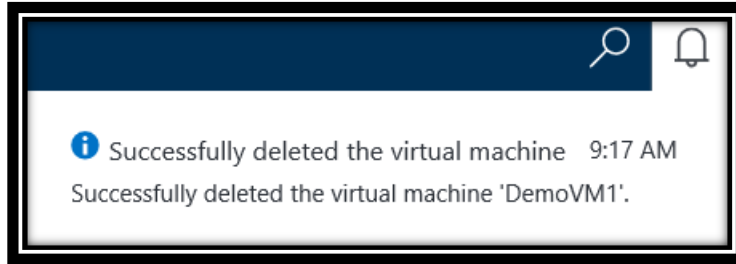 Successfully deleted the virtual machine 9:17 AM
Successfully deleted the virtual machine 'DemoVM1'.